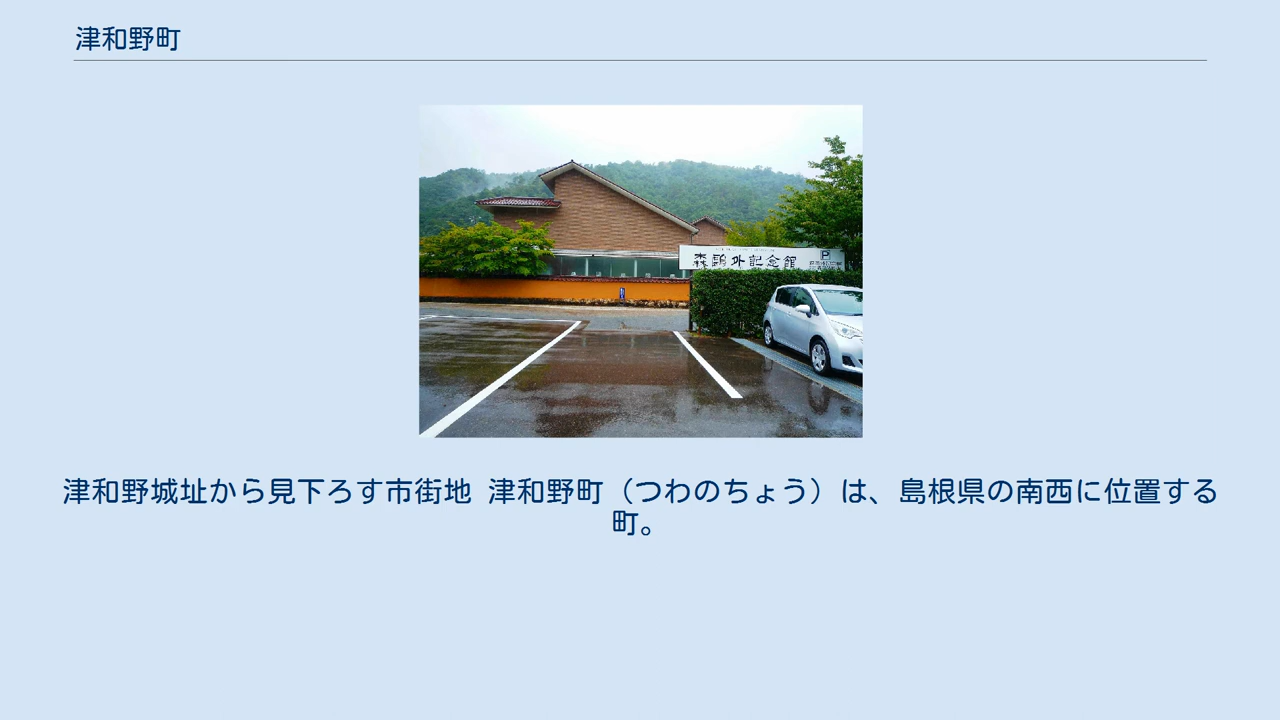 津和野町
森鷗外記念館
P
津和野城址から見下ろす市街地 津和野町（つわのちょう）は、島根県の南西に位置する
町。